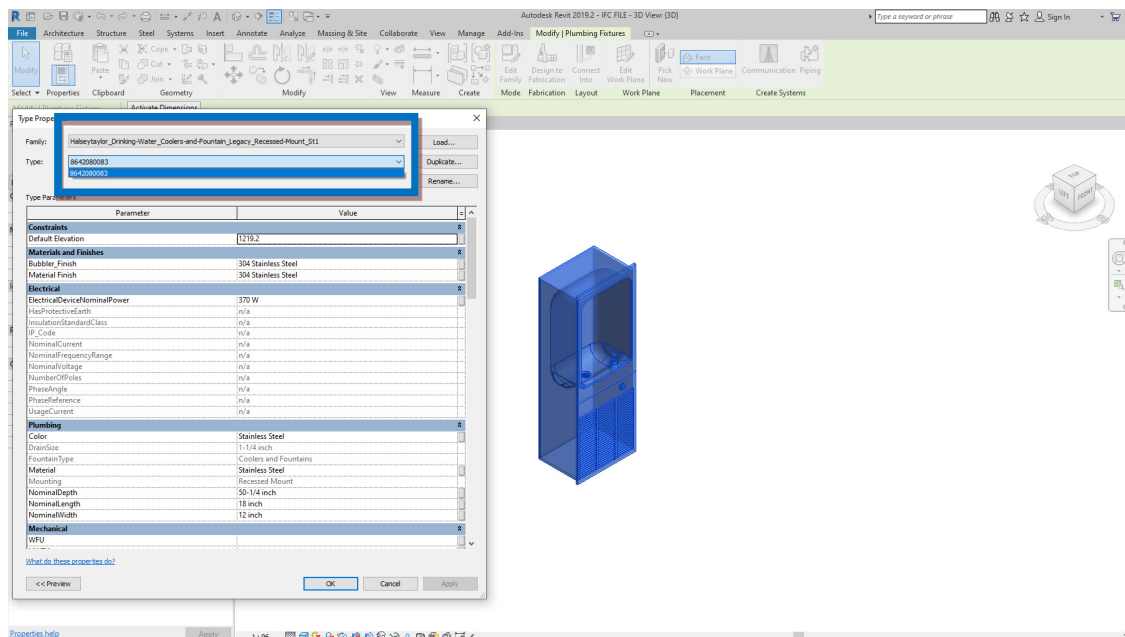 Autodesk Revit 2019.2 - IFC FILE - 3D View: {3D}
Type a keyword or phrase
Sign In
File Architecture Structure Steel Systems Insert Annotate Analyze Massing & Site Collaborate View Manage Add-Ins Modify | Plumbing Fixtures
Modify
Paste
Cope
Cut
Join
Edit Family
Design to Fabrication
Connect Into
Edit Work Plane
Pick New
Face
Work Plane
Communication
Piping
Select Properties Clipboard Geometry Modify View Measure Create Mode Fabrication Layout Work Plane Placement Create Systems
Modify | Plumbing Fixtures Activate Dimensions
Type Prope
Family: Halseytaylor_Drinking-Water_Coolers-and-Fountain_Legacy_Recessed-Mount_St1 Load...
Type: 8642080083 Duplicate...
8642080083
Rename...
Type Parameters
Parameter Value =
Constraints
Default Elevation 1219.2
Materials and Finishes
Bubbler_Finish 304 Stainless Steel
Material Finish 304 Stainless Steel
Electrical
ElectricalDeviceNominalPower 370 W
HasProtectiveEarth n/a
InsulationStandardClass n/a
IP_Code n/a
NominalCurrent n/a
NominalFrequencyRange n/a
NominalVoltage n/a
NumberOfPoles n/a
PhaseAngle n/a
PhaseReference n/a
UsageCurrent n/a
Plumbing
Color Stainless Steel
DrainSize 1-1/4 inch
FountainType Coolers and Fountains
Material Stainless Steel
Mounting Recessed Mount
NominalDepth 50-1/4 inch
NominalLength 18 inch
NominalWidth 12 inch
Mechanical
WFU
What do these properties do?
<< Preview OK Cancel Apply
Properties help Apply
TOP
LEFT FRONT